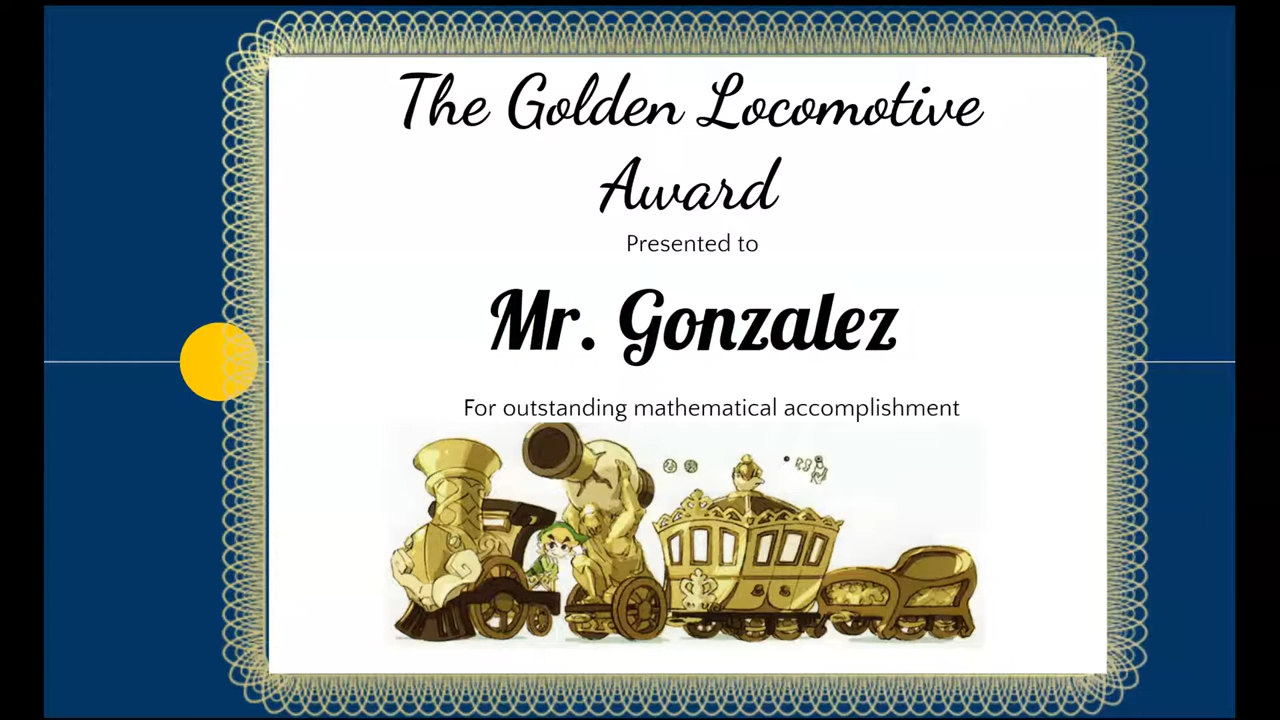 The Golden Locomotive
Award
Presented to
Mr. Gonzalez
For outstanding mathematical accomplishment